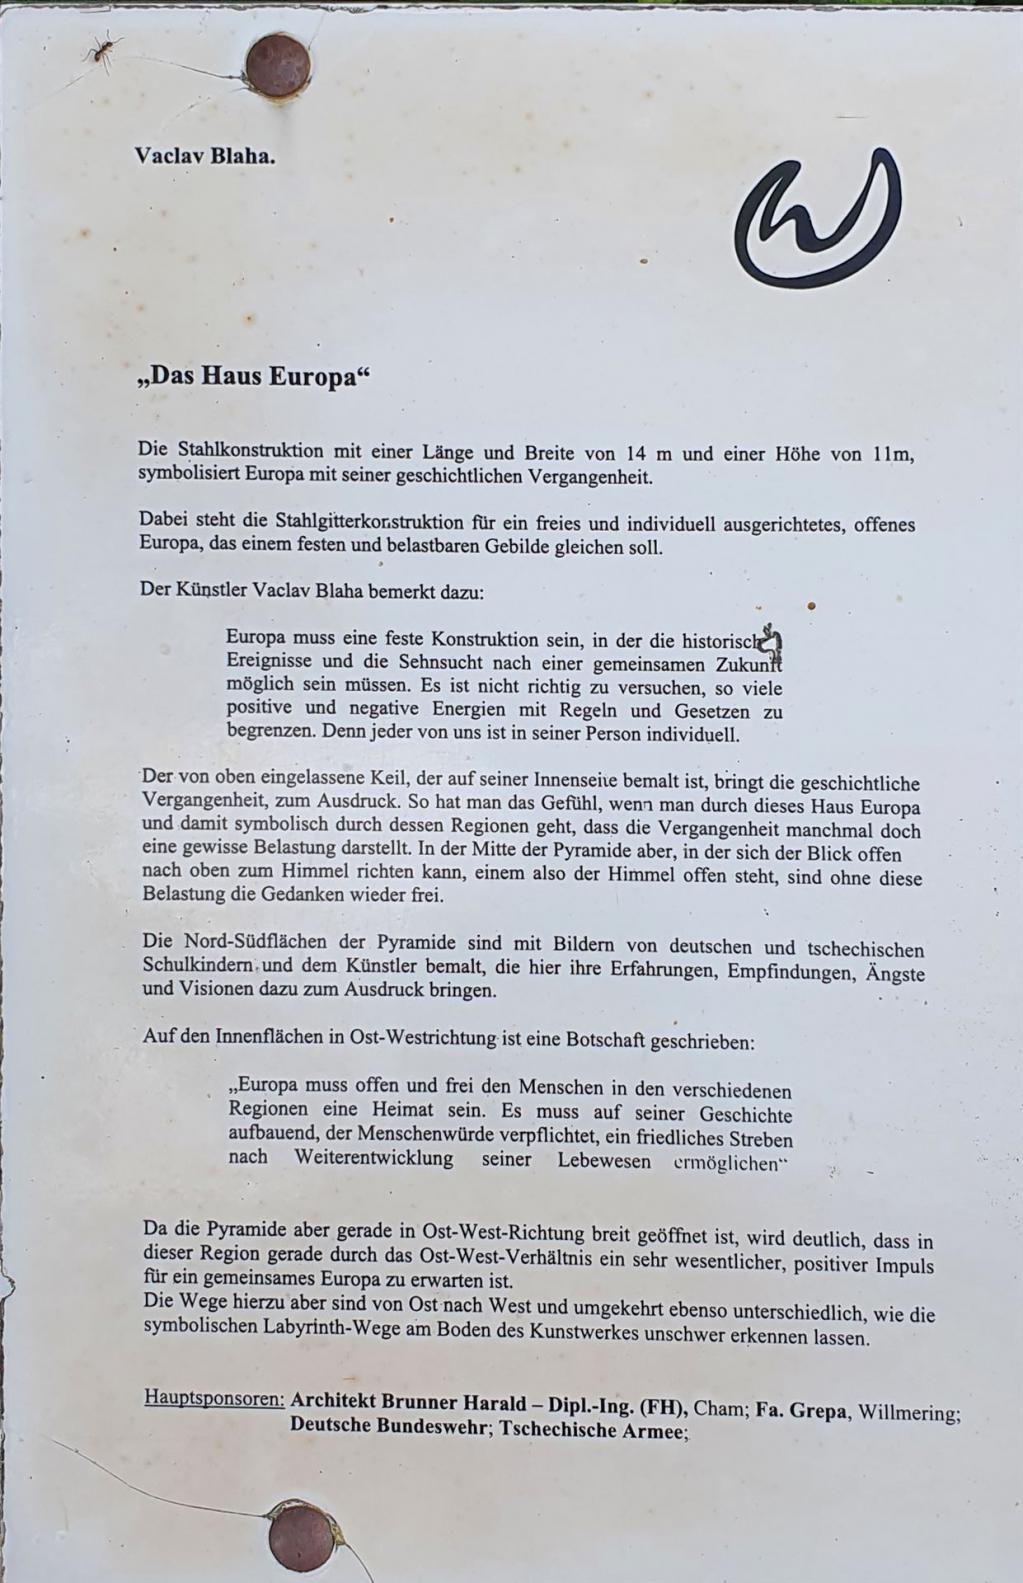 Vaclav Blaha.
„Das Haus Europa“
Die Stahlkonstruktion mit einer Länge und Breite von 14 m und einer Höhe von 11m,
symbolisiert Europa mit seiner geschichtlichen Vergangenheit.
Dabei steht die Stahlgitterkonstruktion für ein freies und individuell ausgerichtetes, offenes
Europa, das einem festen und belastbaren Gebilde gleichen soll.
Der Künstler Vaclav Blaha bemerkt dazu:
Europa muss eine feste Konstruktion sein, in der die historische
Ereignisse und die Sehnsucht nach einer gemeinsamen Zukunft
möglich sein müssen. Es ist nicht richtig zu versuchen, so viele
positive und negative Energien mit Regeln und Gesetzen zu
begrenzen. Denn jeder von uns ist in seiner Person individuell.
Der von oben eingelassene Keil, der auf seiner Innenseite bemalt ist, bringt die geschichtliche
Vergangenheit, zum Ausdruck. So hat man das Gefühl, wenn man durch dieses Haus Europa
und damit symbolisch durch dessen Regionen geht, dass die Vergangenheit manchmal doch
eine gewisse Belastung darstellt. In der Mitte der Pyramide aber, in der sich der Blick offen
nach oben zum Himmel richten kann, einem also der Himmel offen steht, sind ohne diese
Belastung die Gedanken wieder frei.
Die Nord-Südflächen der Pyramide sind mit Bildern von deutschen und tschechischen
Schulkindern und dem Künstler bemalt, die hier ihre Erfahrungen, Empfindungen, Ängste
und Visionen dazu zum Ausdruck bringen.
Auf den Innenflächen in Ost-Westrichtung ist eine Botschaft geschrieben:
„Europa muss offen und frei den Menschen in den verschiedenen
Regionen eine Heimat sein. Es muss auf seiner Geschichte
aufbauend, der Menschenwürde verpflichtet, ein friedliches Streben
nach Weiterentwicklung seiner Lebewesen ermöglichen“
Da die Pyramide aber gerade in Ost-West-Richtung breit geöffnet ist, wird deutlich, dass in
dieser Region gerade durch das Ost-West-Verhältnis ein sehr wesentlicher, positiver Impuls
für ein gemeinsames Europa zu erwarten ist.
Die Wege hierzu aber sind von Ost nach West und umgekehrt ebenso unterschiedlich, wie die
symbolischen Labyrinth-Wege am Boden des Kunstwerkes unschwer erkennen lassen.
Hauptsponsoren: Architekt Brunner Harald – Dipl.-Ing. (FH), Cham; Fa. Grepa, Willmering;
Deutsche Bundeswehr; Tschechische Armee;